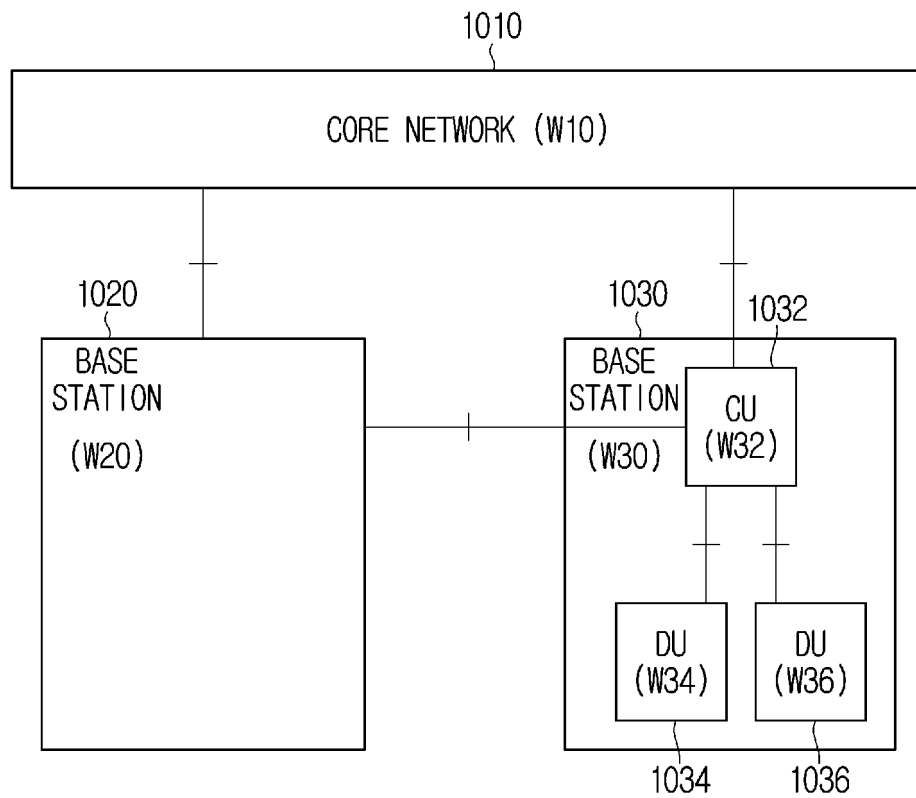 1010
CORE NETWORK (W10)
1020
1030
1032
BASE
STATION
(W20)
BASE
STATION
(W30)
CU
(W32)
DU
(W34)
DU
(W36)
1034
1036